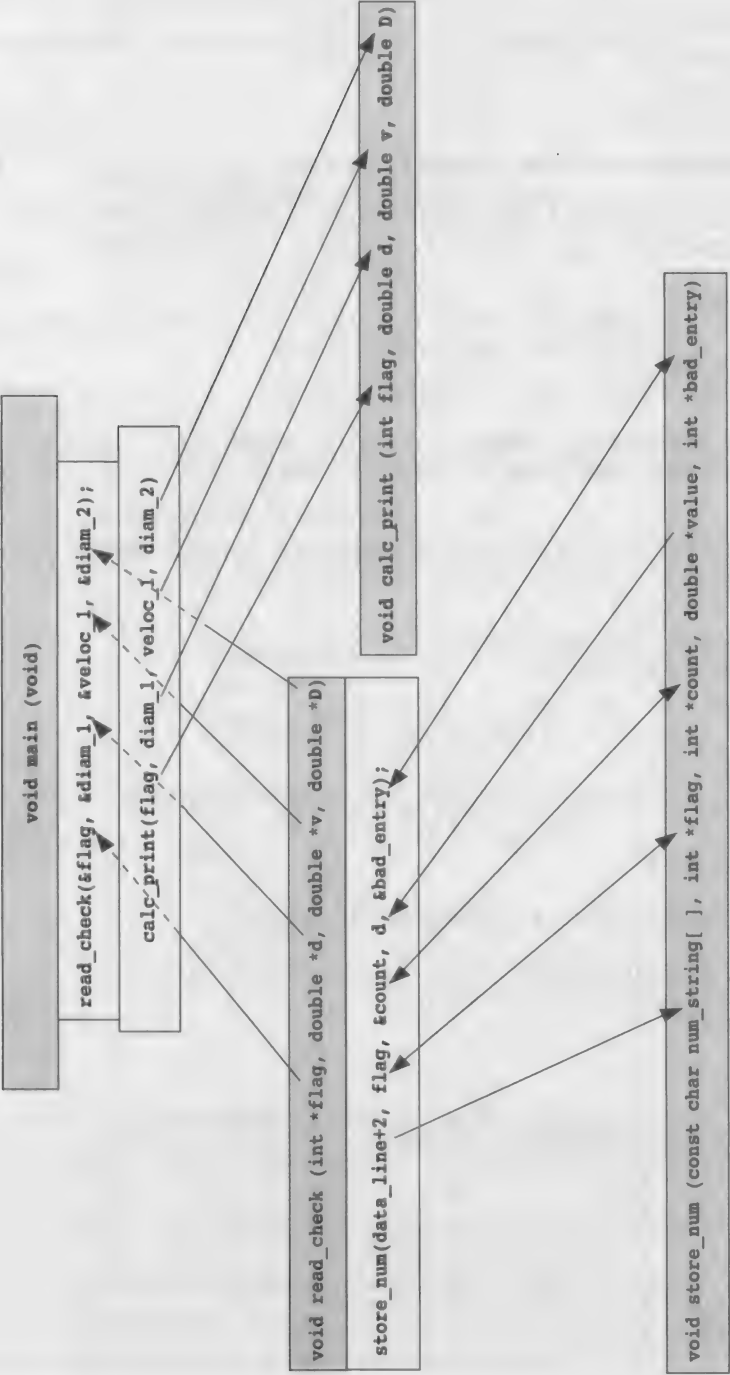 void main (void)
read_check(&flag, &diam_1, &veloc_1, &diam_2);
calc_print(flag, diam_1, veloc_1, diam_2)
void read_check (int *flag, double *d, double *v, double *D)
store_num(data_line+2, flag, &count, d, &bad_entry);
void calc_print (int flag, double d, double v, double D)
void store_num (const char num_string[ ], int *flag, int *count, double *value, int *bad_entry)